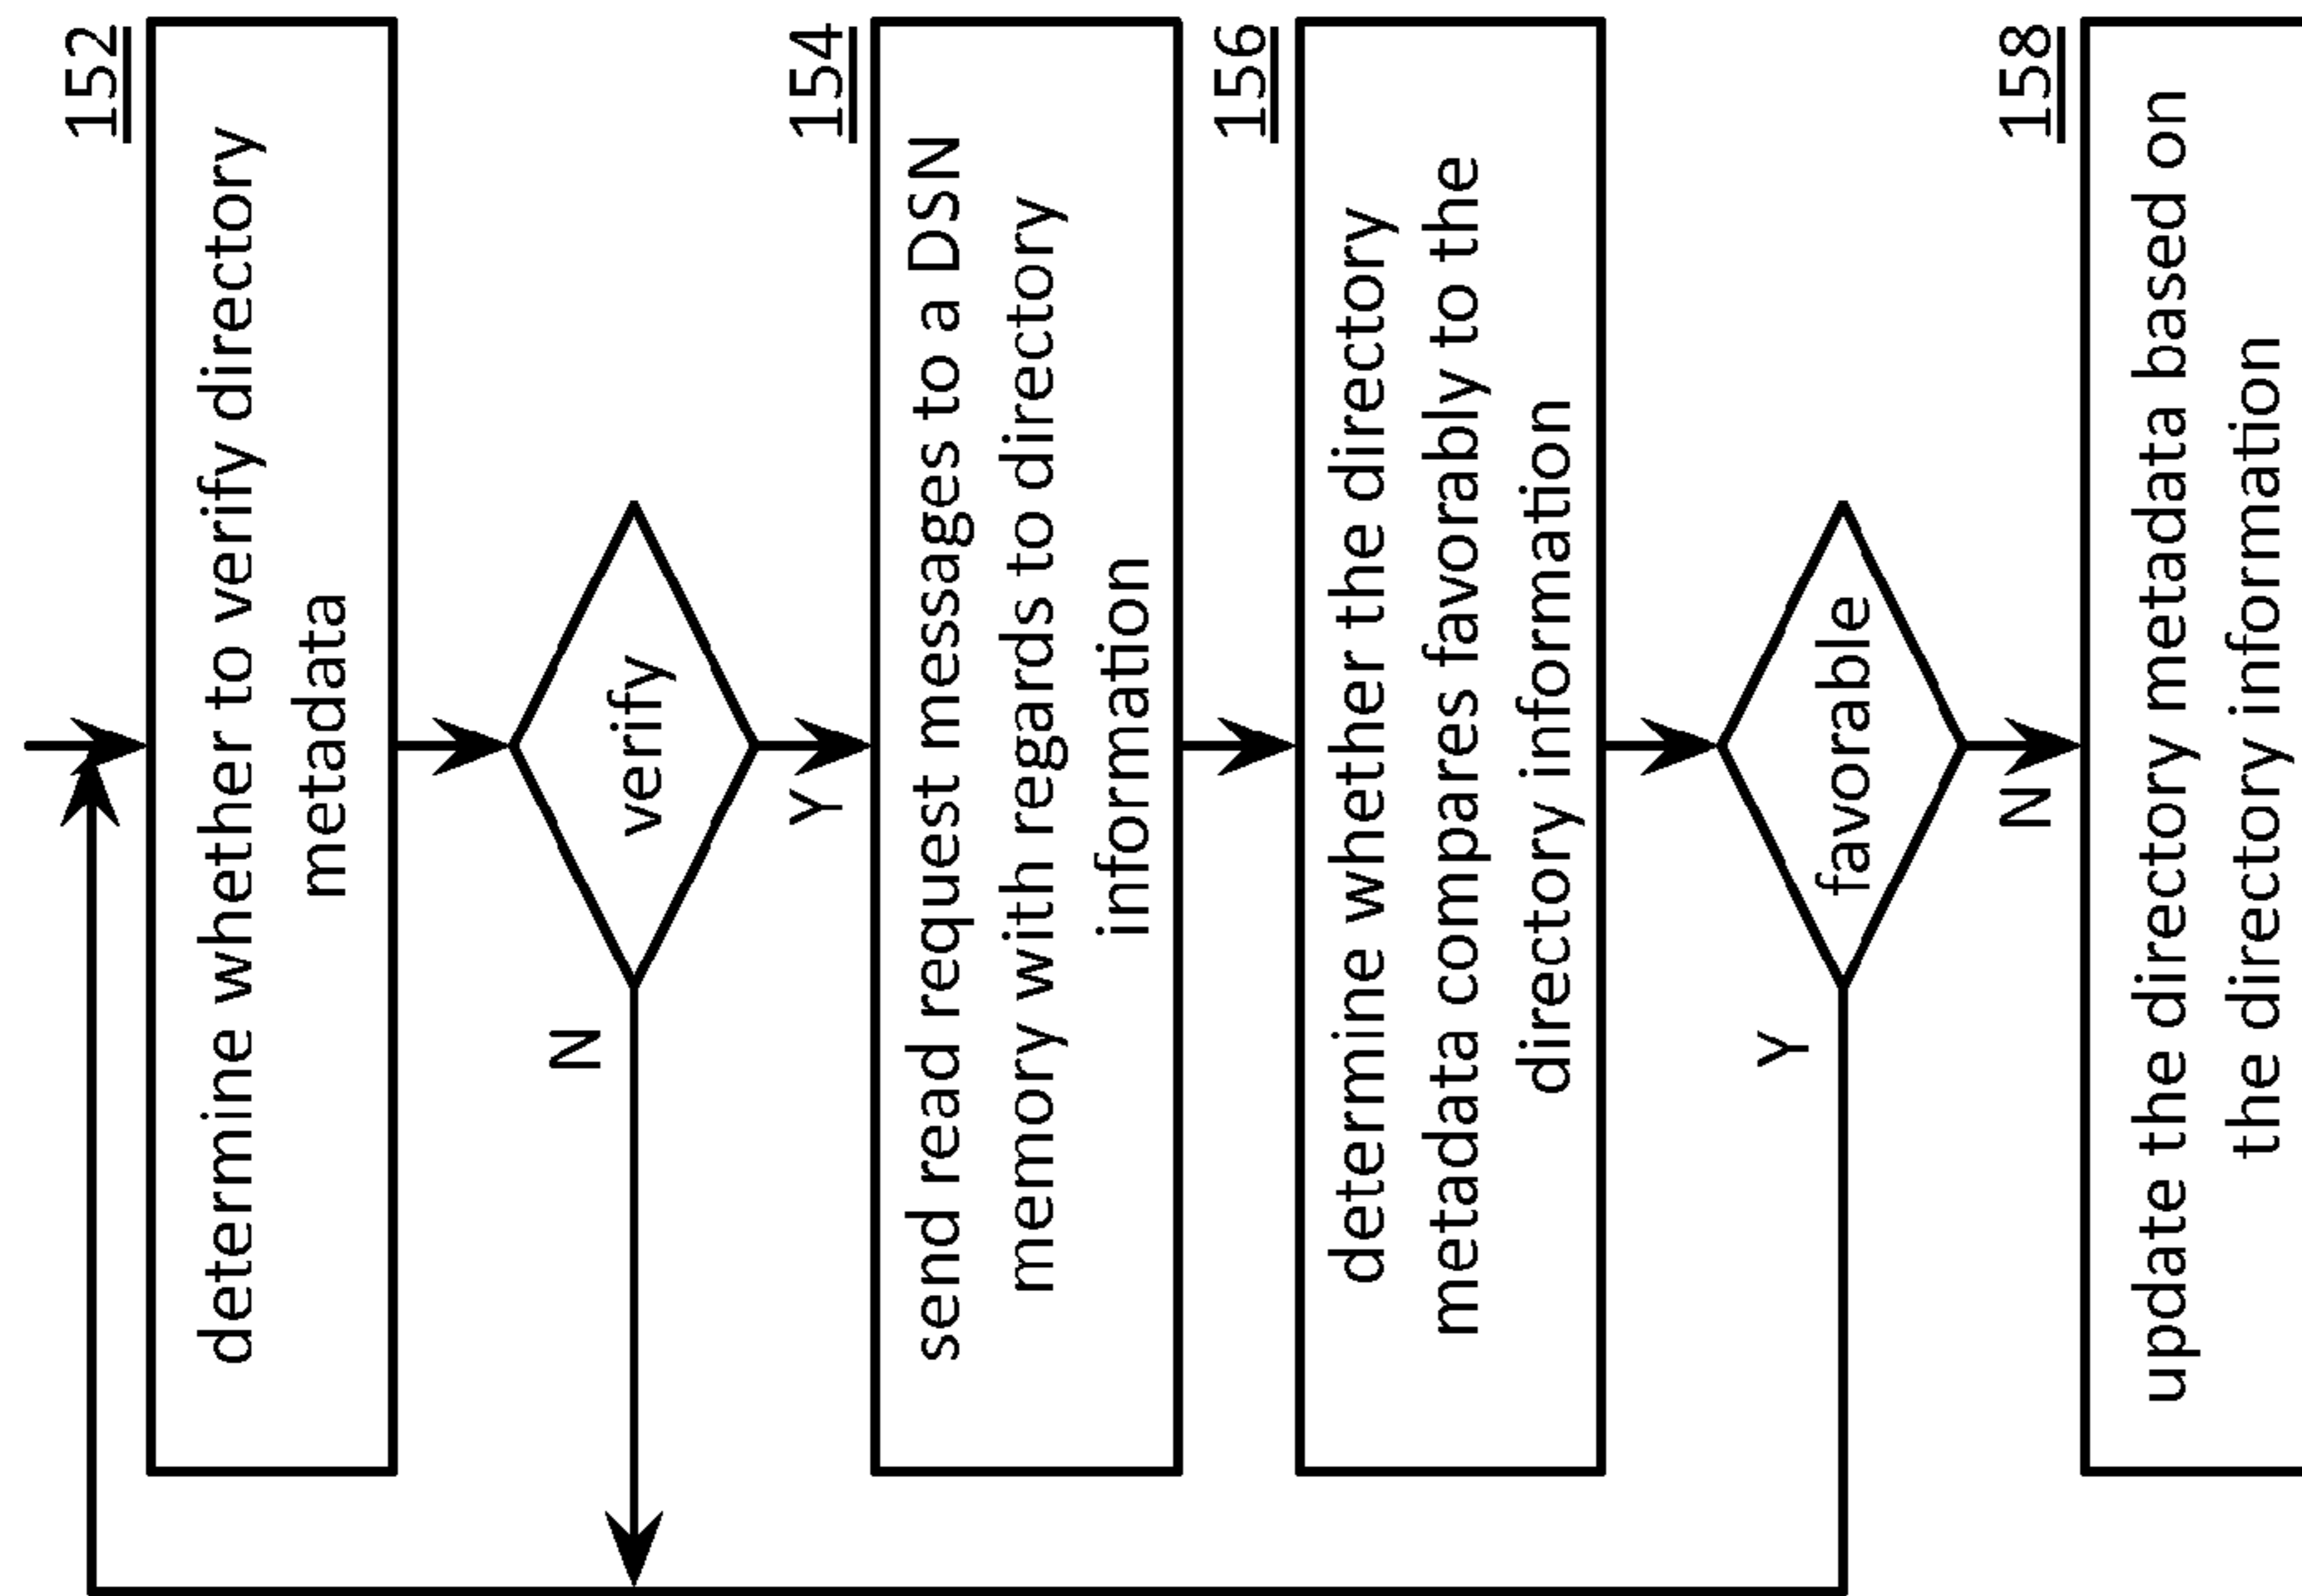 152
determine whether to verify directory
metadata
verify
N
Y
154
send read request messages to a DSN
memory with regards to directory
information
156
determine whether the directory
metadata compares favorably to the
directory information
favorable
Y
N
158
update the directory metadata based on
the directory information